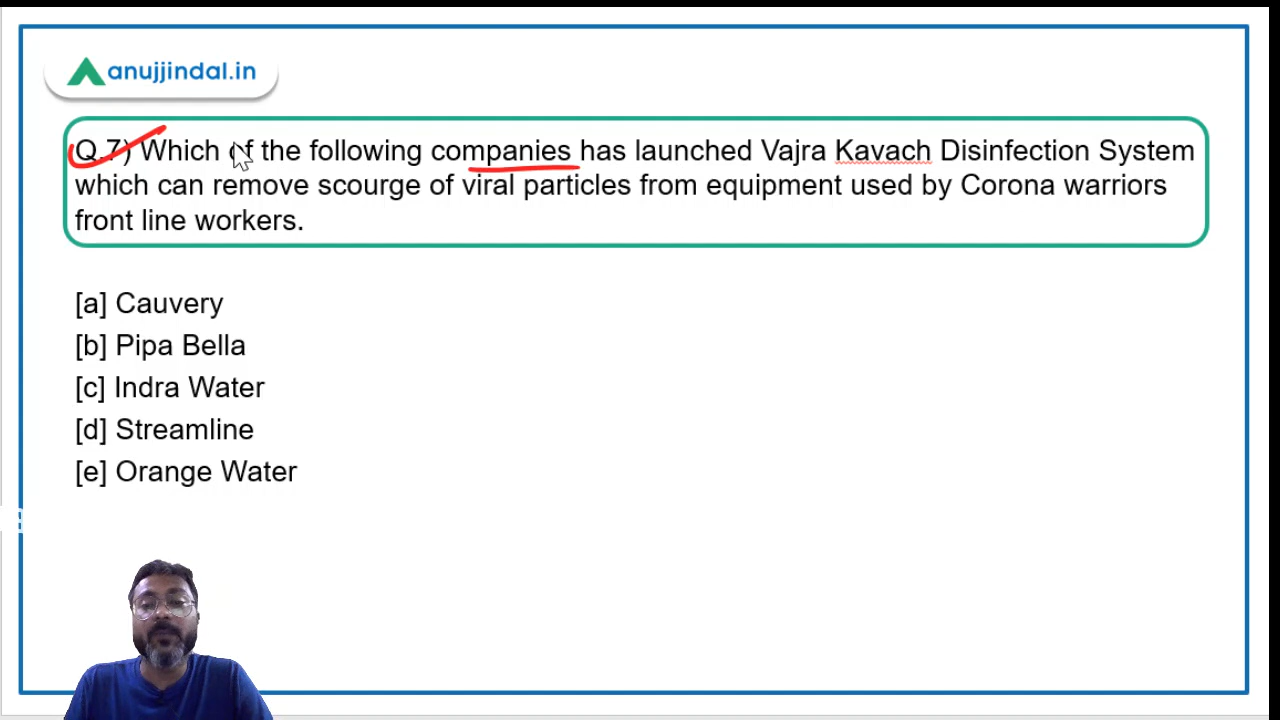 anujjindal.in
Q.7) Which of the following companies has launched Vajra Kavach Disinfection System
which can remove scourge of viral particles from equipment used by Corona warriors
front line workers.
[a] Cauvery
[b] Pipa Bella
[c] Indra Water
[d] Streamline
[e] Orange Water